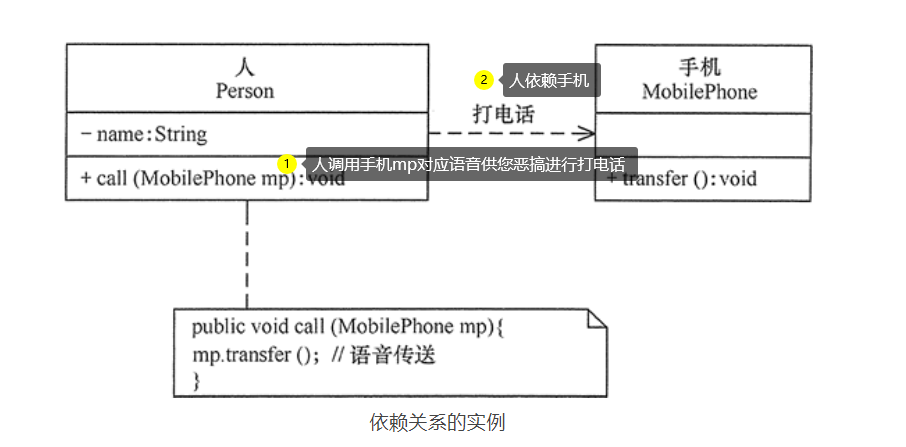 人
Person
- name:String
+ call (MobilePhone mp):void
2
人依赖手机
打电话
手机
MobilePhone
1
人调用手机mp对应语音供您恶搞进行打电话
+ transfer ():void
public void call (MobilePhone mp){
mp.transfer (); // 语音传送
}
依赖关系的实例